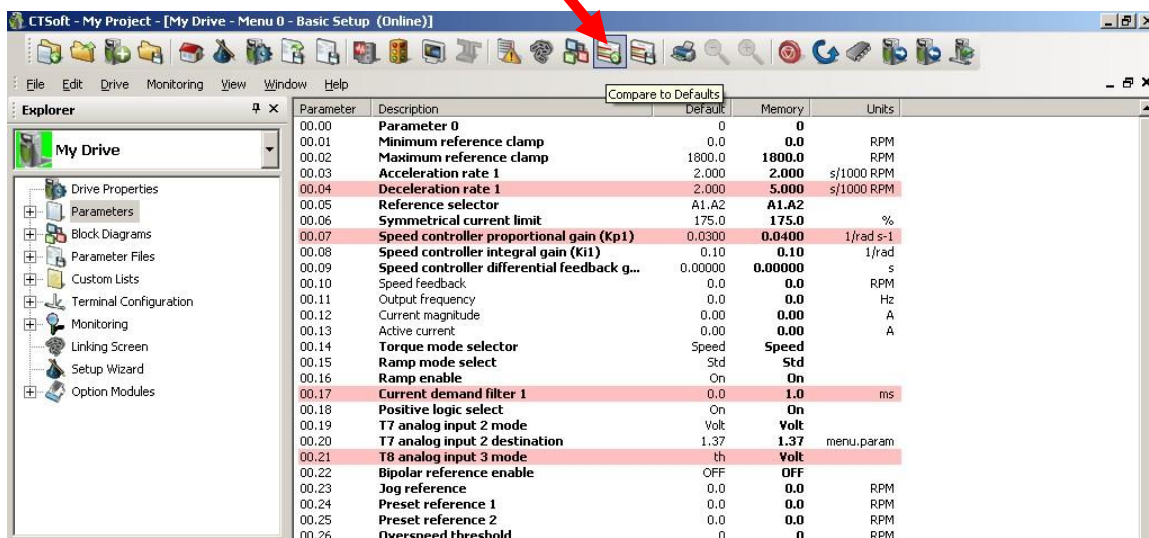 CTSoft - My Project - [My Drive - Menu 0 - Basic Setup (Online)]
File Edit Drive Monitoring View Window Help
Compare to Defaults
Explorer
My Drive
Drive Properties
Parameters
Block Diagrams
Parameter Files
Custom Lists
Terminal Configuration
Monitoring
Linking Screen
Setup Wizard
Option Modules
Parameter Description Default Memory Units
00.00 Parameter 0 0 0
00.01 Minimum reference clamp 0.0 0.0 RPM
00.02 Maximum reference clamp 1800.0 1800.0 RPM
00.03 Acceleration rate 1 2.000 2.000 s/1000 RPM
00.04 Deceleration rate 1 2.000 5.000 s/1000 RPM
00.05 Reference selector A1.A2 A1.A2
00.06 Symmetrical current limit 175.0 175.0 %
00.07 Speed controller proportional gain (Kp1) 0.0300 0.0400 1/rad s-1
00.08 Speed controller integral gain (Ki1) 0.10 0.10 1/rad
00.09 Speed controller differential feedback g... 0.00000 0.00000 s
00.10 Speed feedback 0.0 0.0 RPM
00.11 Output frequency 0.0 0.0 Hz
00.12 Current magnitude 0.00 0.00 A
00.13 Active current 0.00 0.00 A
00.14 Torque mode selector Speed Speed
00.15 Ramp mode select Std Std
00.16 Ramp enable On On
00.17 Current demand filter 1 0.0 1.0 ms
00.18 Positive logic select On On
00.19 T7 analog input 2 mode Volt Volt
00.20 T7 analog input 2 destination 1.37 1.37 menu.param
00.21 T8 analog input 3 mode th Volt
00.22 Bipolar reference enable OFF OFF
00.23 Jog reference 0.0 0.0 RPM
00.24 Preset reference 1 0.0 0.0 RPM
00.25 Preset reference 2 0.0 0.0 RPM
00.26 Overspeed threshold 0 0 RPM